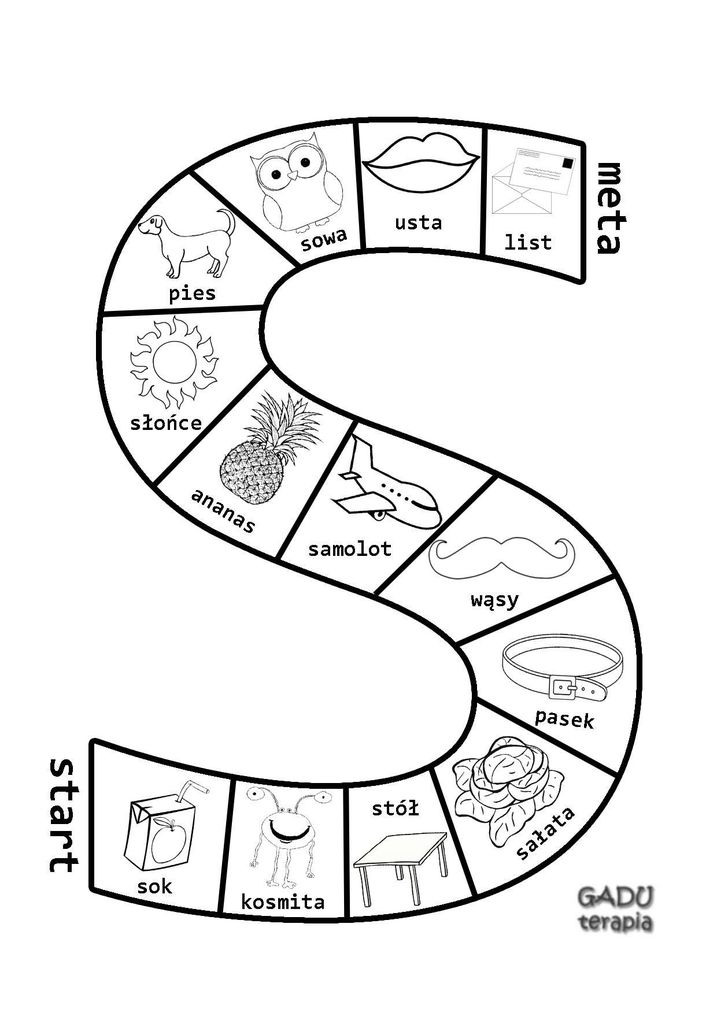 meta
list
usta
sowa
pies
słońce
ananas
samolot
wąsy
pasek
sałata
stół
kosmita
sok
start
GADU
terapia